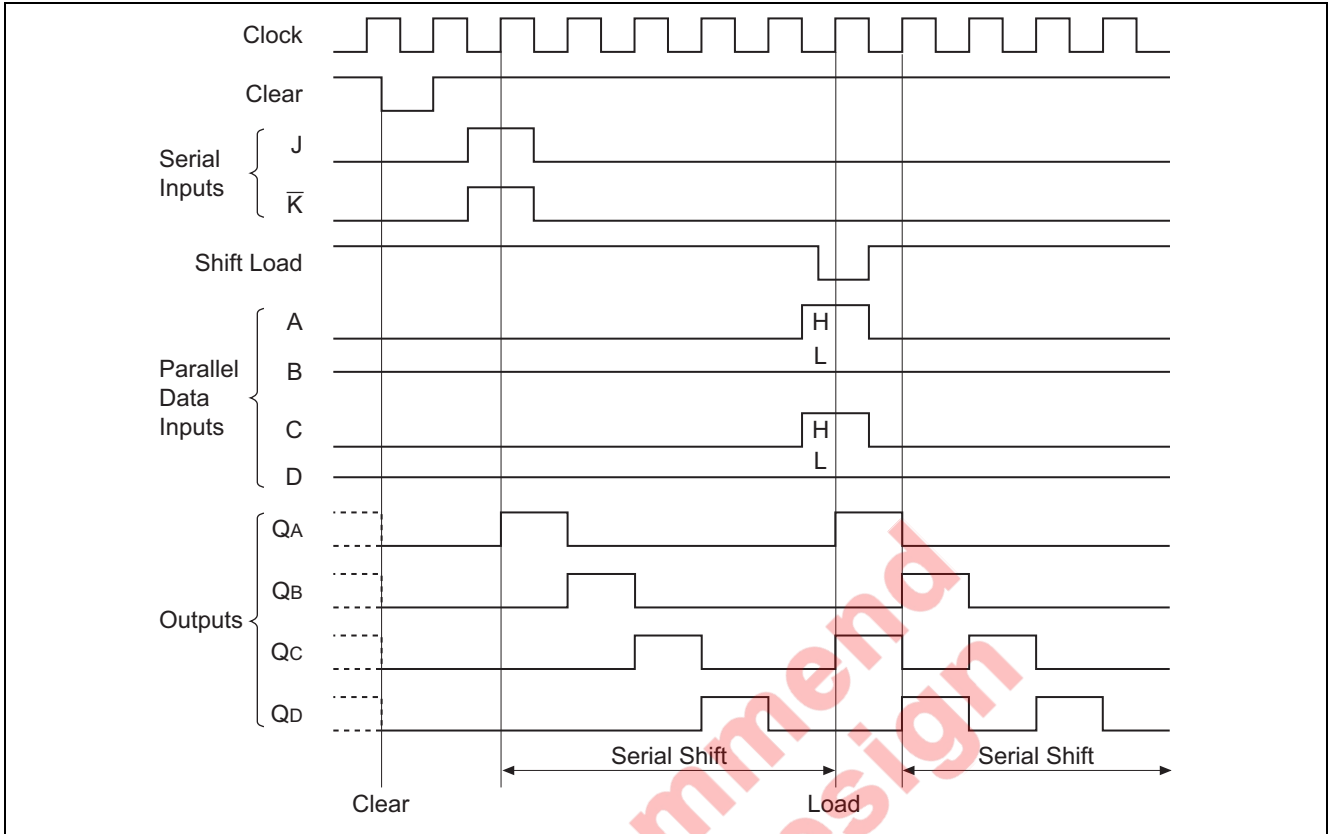 Clock
Clear
Serial
Inputs
J
K̅
Shift Load
Parallel
Data
Inputs
A
H
L
B
C
H
L
D
Outputs
QA
QB
QC
QD
Serial Shift
Serial Shift
Clear
Load